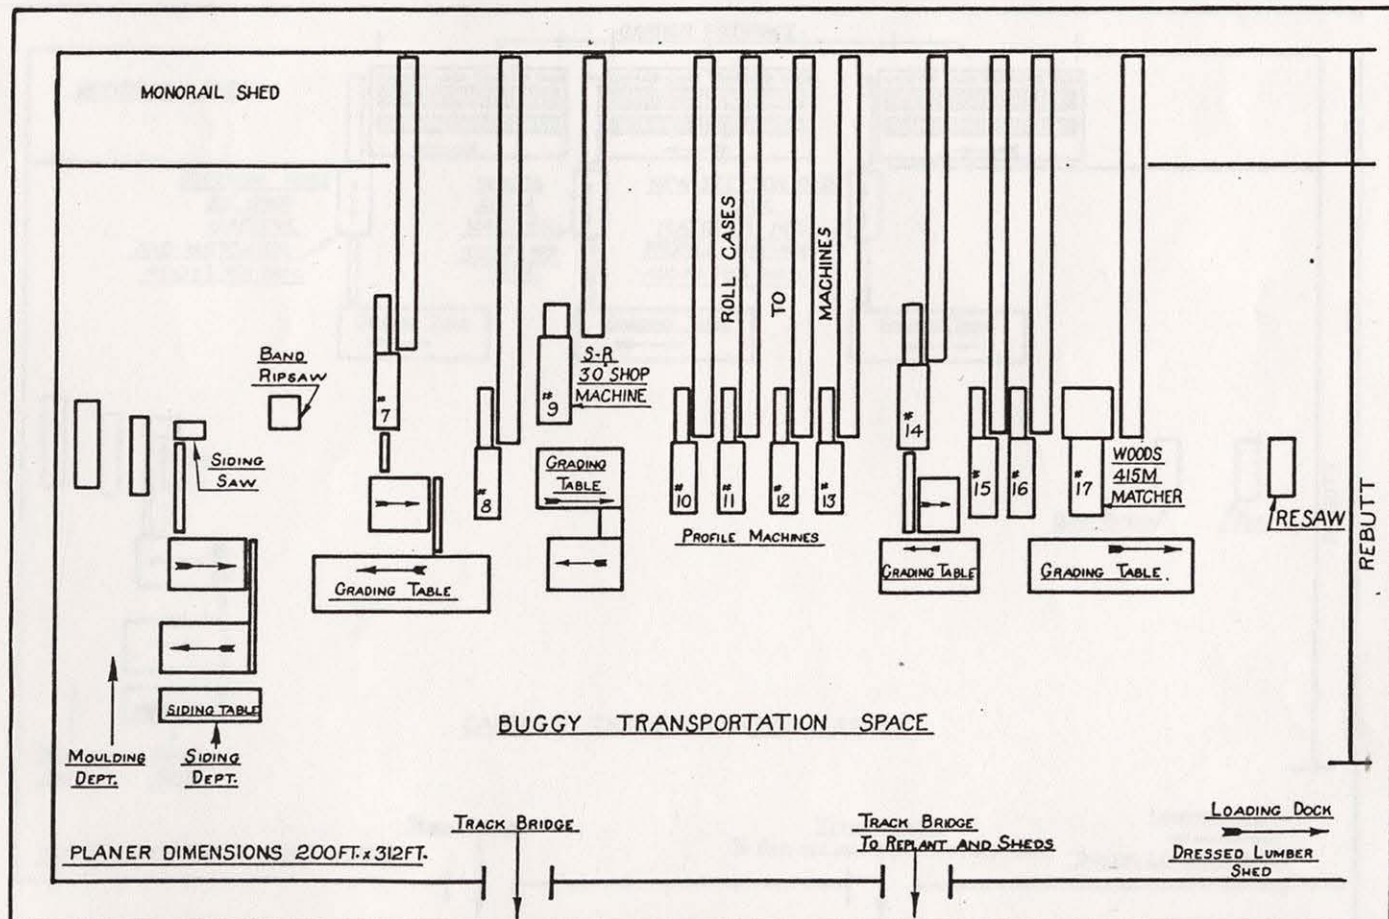 MONORAIL SHED
ROLL CASES
TO
MACHINES
BAND
RIPSAW
#7
#8
#9
S-R
30" SHOP
MACHINE
#10
#11
#12
#13
#14
#15
#16
#17
WOODS
415M
MATCHER
SIDING
SAW
GRADING
TABLE
PROFILE MACHINES
RESAW
REBUTT
GRADING TABLE
GRADING TABLE
GRADING TABLE.
SIDING TABLE
BUGGY TRANSPORTATION SPACE
MOULDING
DEPT.
SIDING
DEPT.
TRACK BRIDGE
TRACK BRIDGE
TO REPLANT AND SHEDS
LOADING DOCK
DRESSED LUMBER
SHED
PLANER DIMENSIONS 200FT. x 312FT.